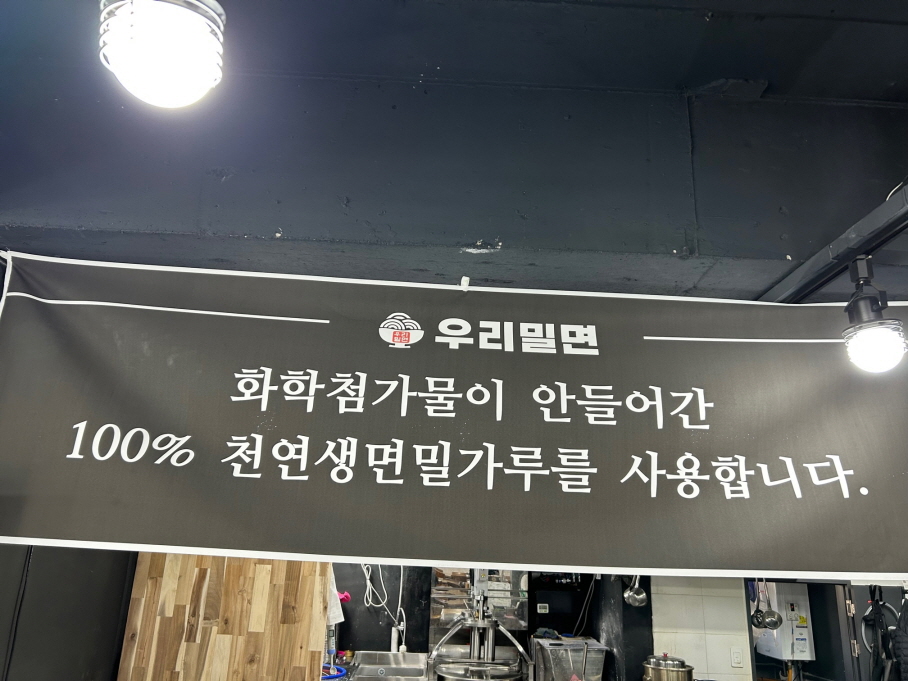 우리밀면
화학첨가물이 안들어간
100% 천연생면밀가루를 사용합니다.